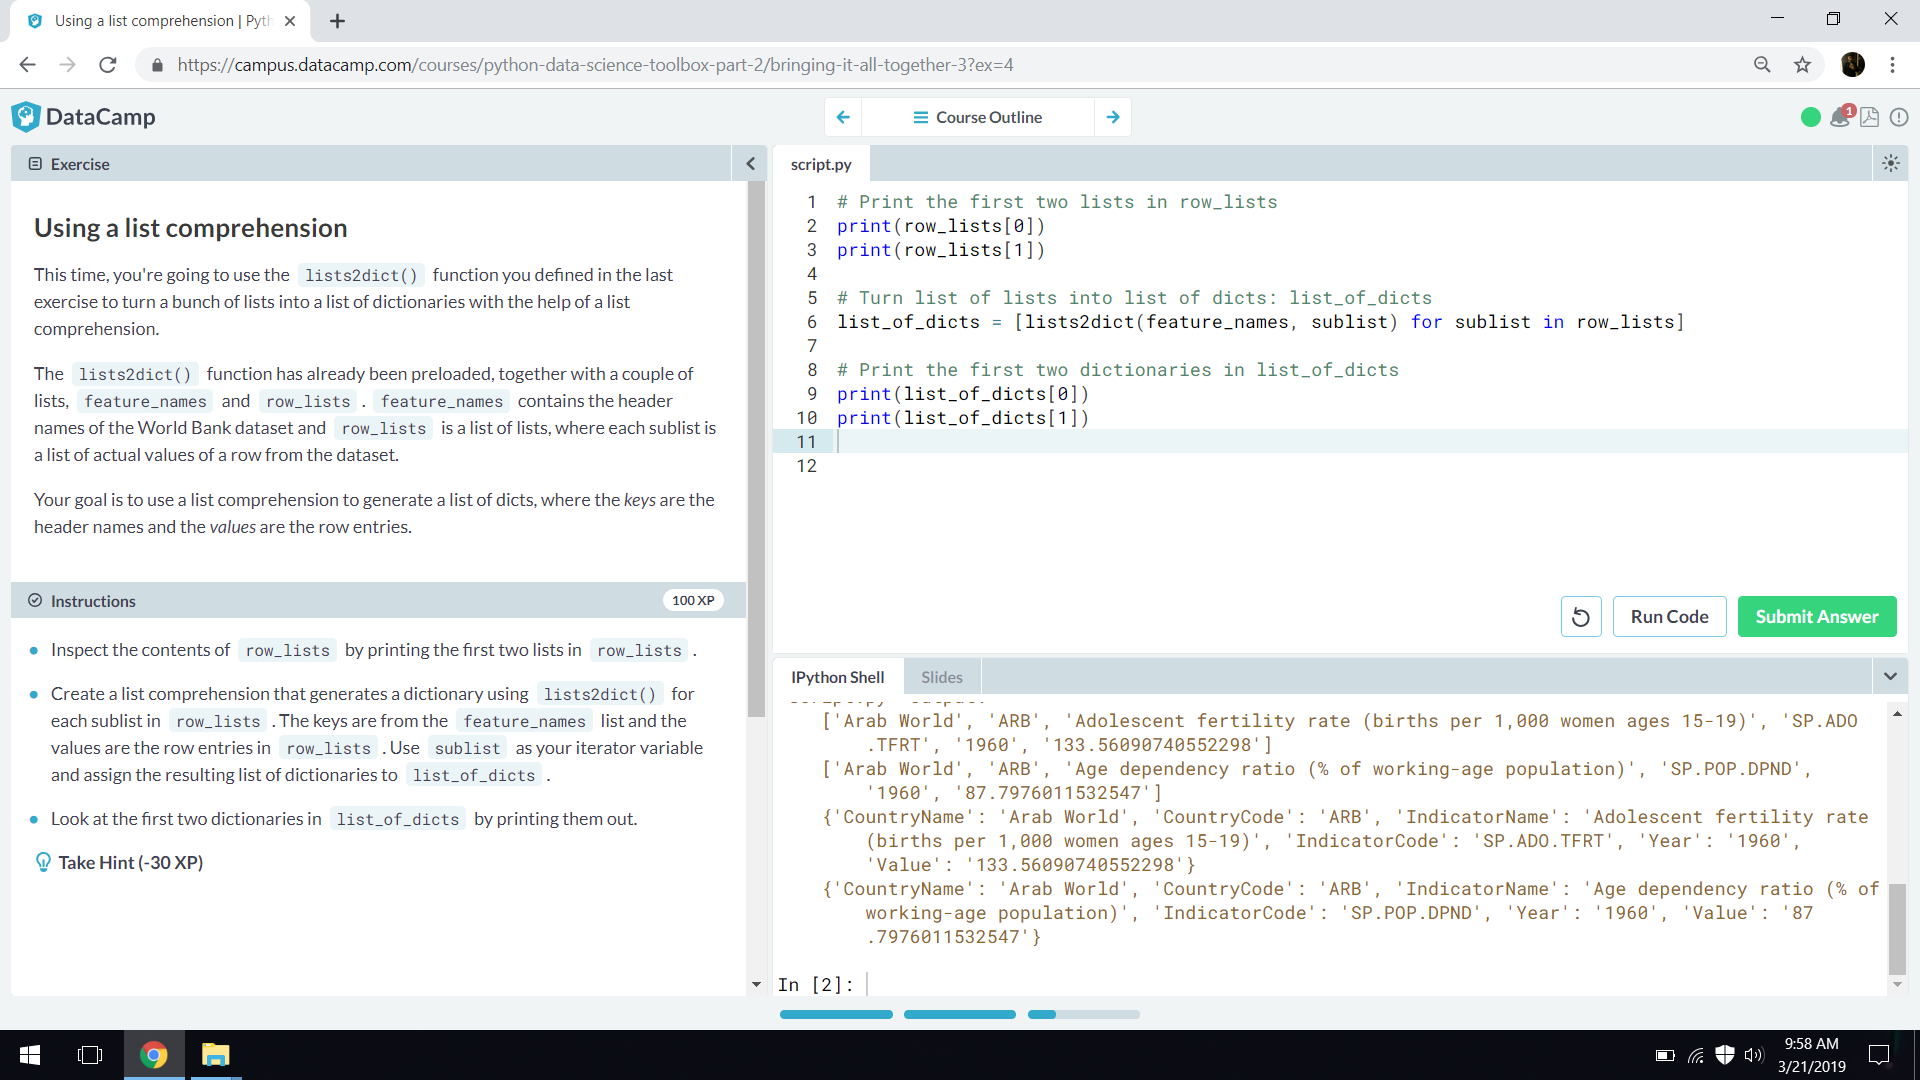 Using a list comprehension | Pyth
https://campus.datacamp.com/courses/python-data-science-toolbox-part-2/bringing-it-all-together-3?ex=4
DataCamp
Course Outline
1
Exercise
script.py
Using a list comprehension
This time, you're going to use the lists2dict() function you defined in the last
exercise to turn a bunch of lists into a list of dictionaries with the help of a list
comprehension.
The lists2dict() function has already been preloaded, together with a couple of
lists, feature_names and row_lists . feature_names contains the header
names of the World Bank dataset and row_lists is a list of lists, where each sublist is
a list of actual values of a row from the dataset.
Your goal is to use a list comprehension to generate a list of dicts, where the keys are the
header names and the values are the row entries.
Instructions
100 XP
Inspect the contents of row_lists by printing the first two lists in row_lists .
Create a list comprehension that generates a dictionary using lists2dict() for
each sublist in row_lists . The keys are from the feature_names list and the
values are the row entries in row_lists . Use sublist as your iterator variable
and assign the resulting list of dictionaries to list_of_dicts .
Look at the first two dictionaries in list_of_dicts by printing them out.
Take Hint (-30 XP)
1 # Print the first two lists in row_lists
2 print(row_lists[0])
3 print(row_lists[1])
4
5 # Turn list of lists into list of dicts: list_of_dicts
6 list_of_dicts = [lists2dict(feature_names, sublist) for sublist in row_lists]
7
8 # Print the first two dictionaries in list_of_dicts
9 print(list_of_dicts[0])
10 print(list_of_dicts[1])
11
12
Run Code
Submit Answer
IPython Shell
Slides
['Arab World', 'ARB', 'Adolescent fertility rate (births per 1,000 women ages 15-19)', 'SP.ADO
.TFRT', '1960', '133.56090740552298']
['Arab World', 'ARB', 'Age dependency ratio (% of working-age population)', 'SP.POP.DPND',
'1960', '87.7976011532547']
{'CountryName': 'Arab World', 'CountryCode': 'ARB', 'IndicatorName': 'Adolescent fertility rate
(births per 1,000 women ages 15-19)', 'IndicatorCode': 'SP.ADO.TFRT', 'Year': '1960',
'Value': '133.56090740552298'}
{'CountryName': 'Arab World', 'CountryCode': 'ARB', 'IndicatorName': 'Age dependency ratio (% of
working-age population)', 'IndicatorCode': 'SP.POP.DPND', 'Year': '1960', 'Value': '87
.7976011532547'}
In [2]:
9:58 AM
3/21/2019